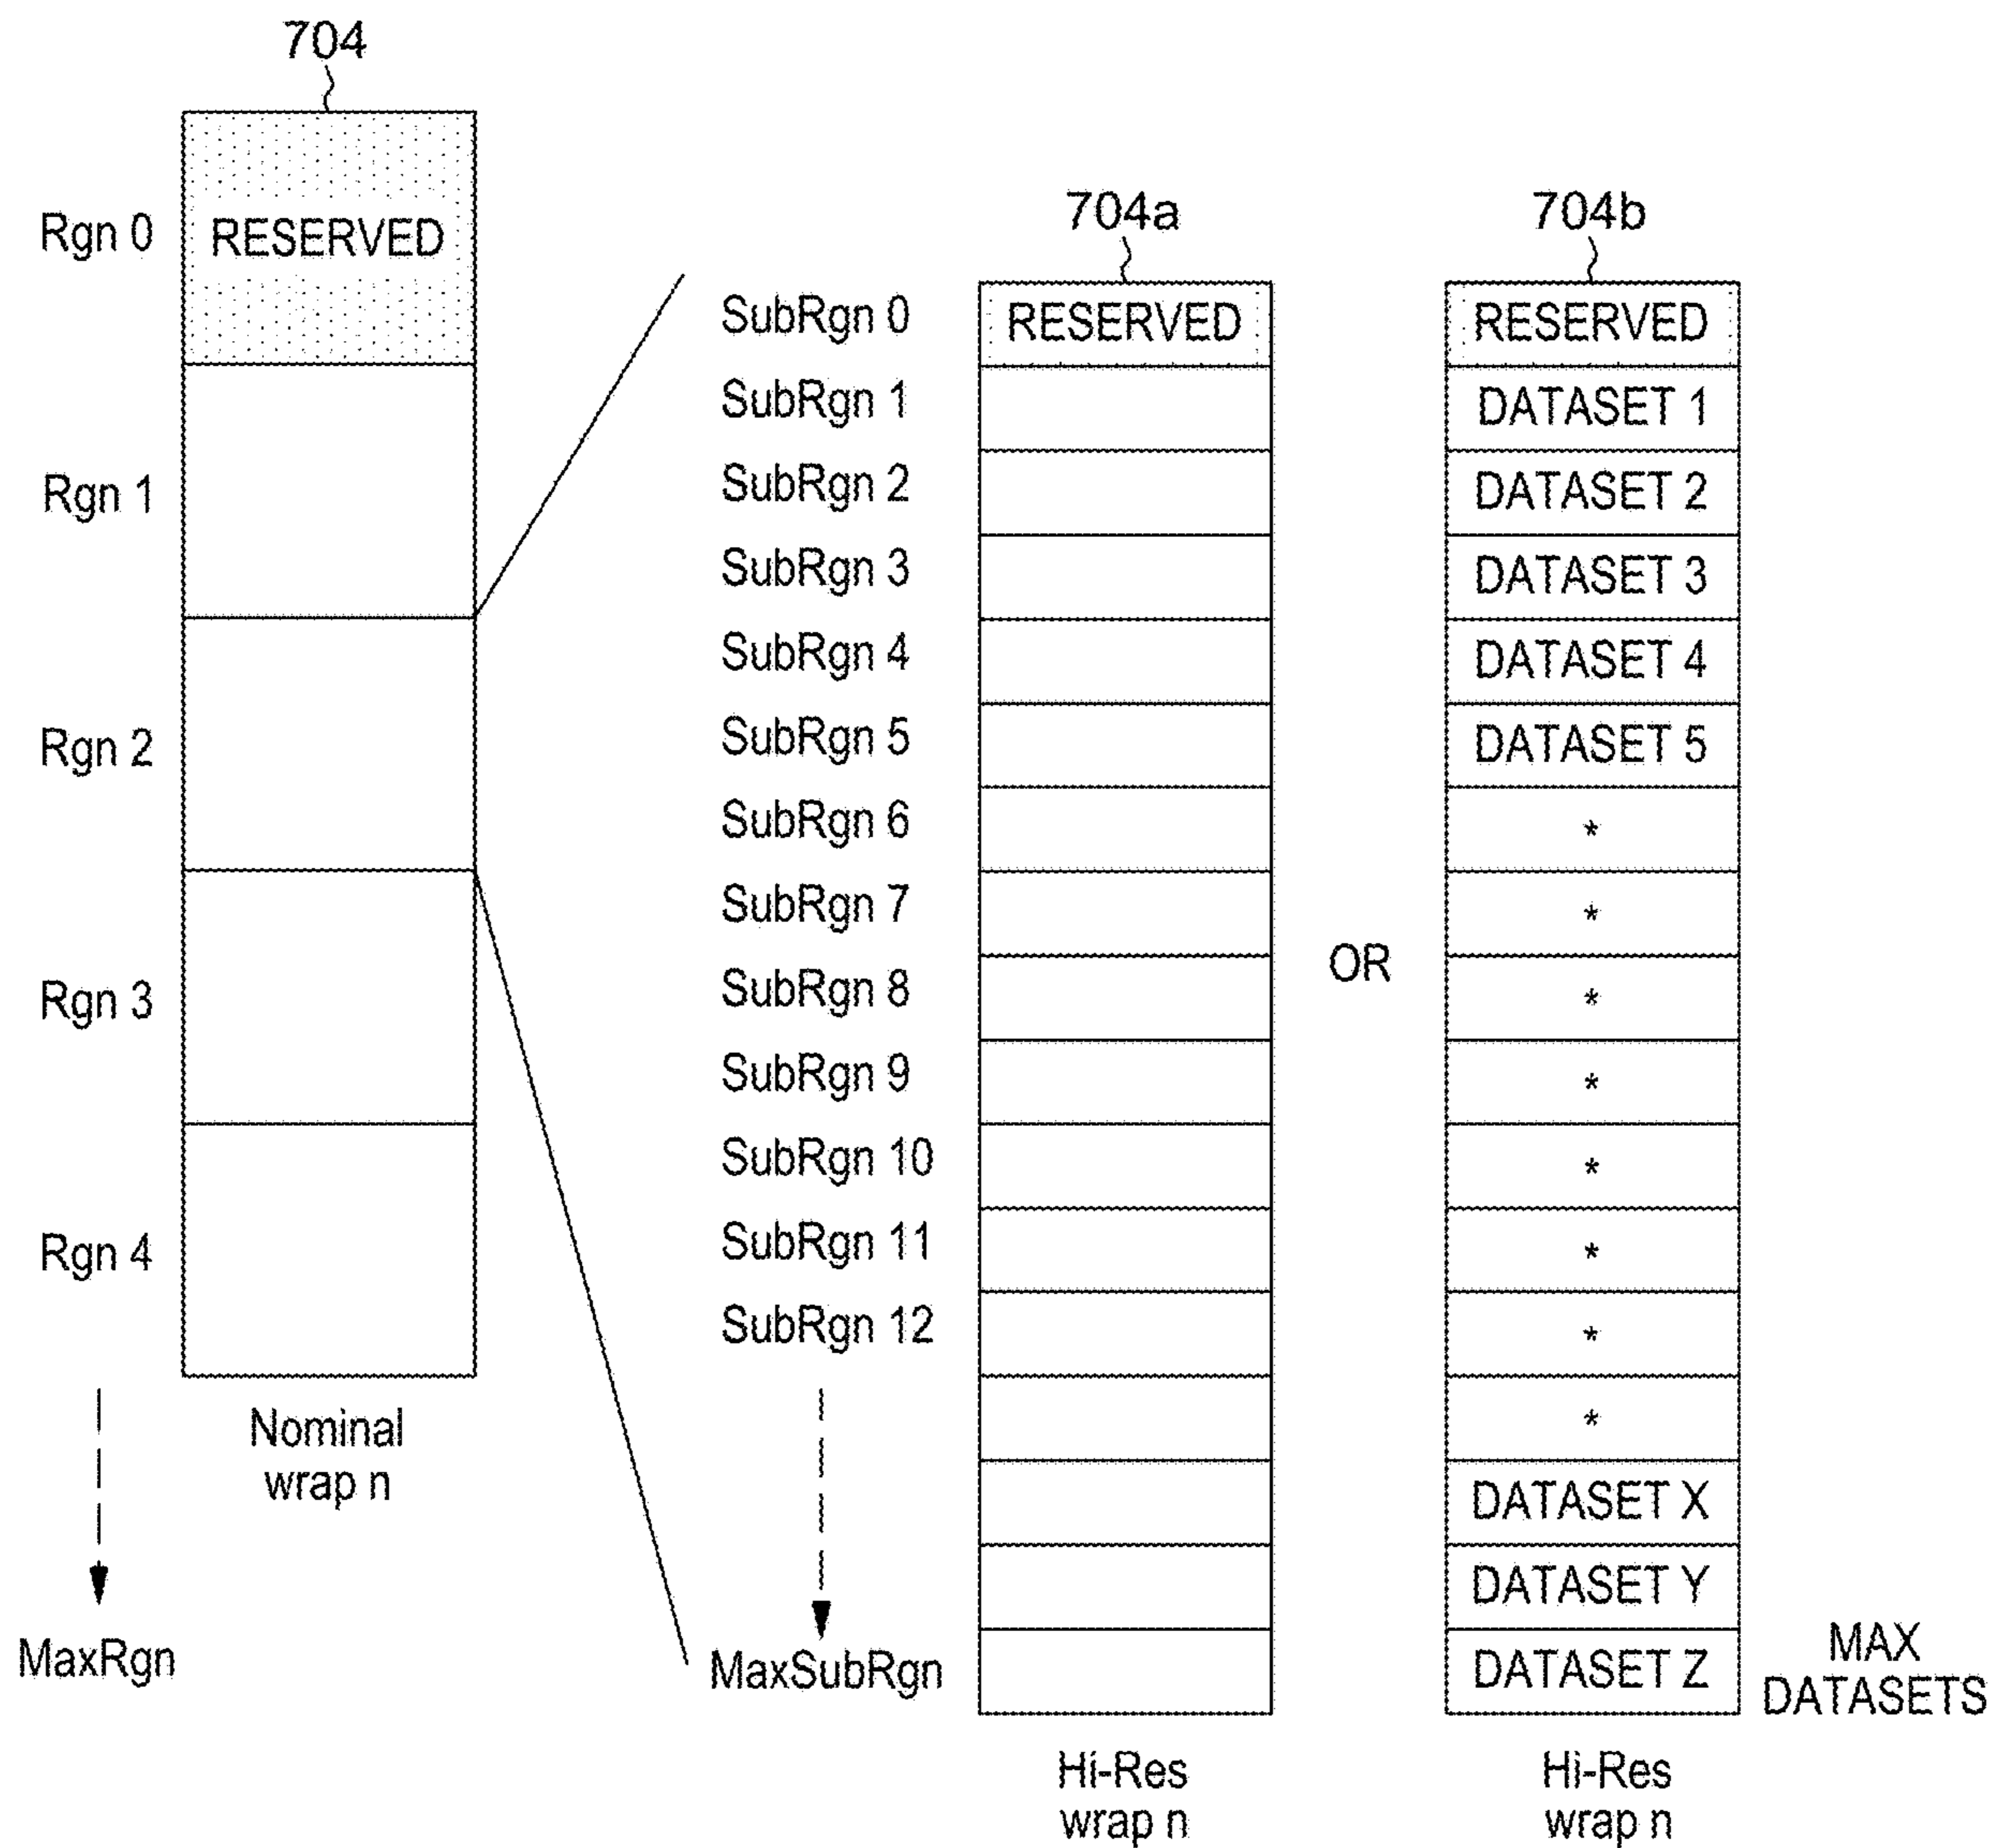 704
Rgn 0
RESERVED
Rgn 1
Rgn 2
Rgn 3
Rgn 4
MaxRgn
Nominal
wrap n
704a
SubRgn 0
RESERVED
SubRgn 1
SubRgn 2
SubRgn 3
SubRgn 4
SubRgn 5
SubRgn 6
SubRgn 7
SubRgn 8
SubRgn 9
SubRgn 10
SubRgn 11
SubRgn 12
MaxSubRgn
Hi-Res
wrap n
OR
704b
RESERVED
DATASET 1
DATASET 2
DATASET 3
DATASET 4
DATASET 5
*
*
*
*
*
*
*
*
DATASET X
DATASET Y
DATASET Z
MAX
DATASETS
Hi-Res
wrap n